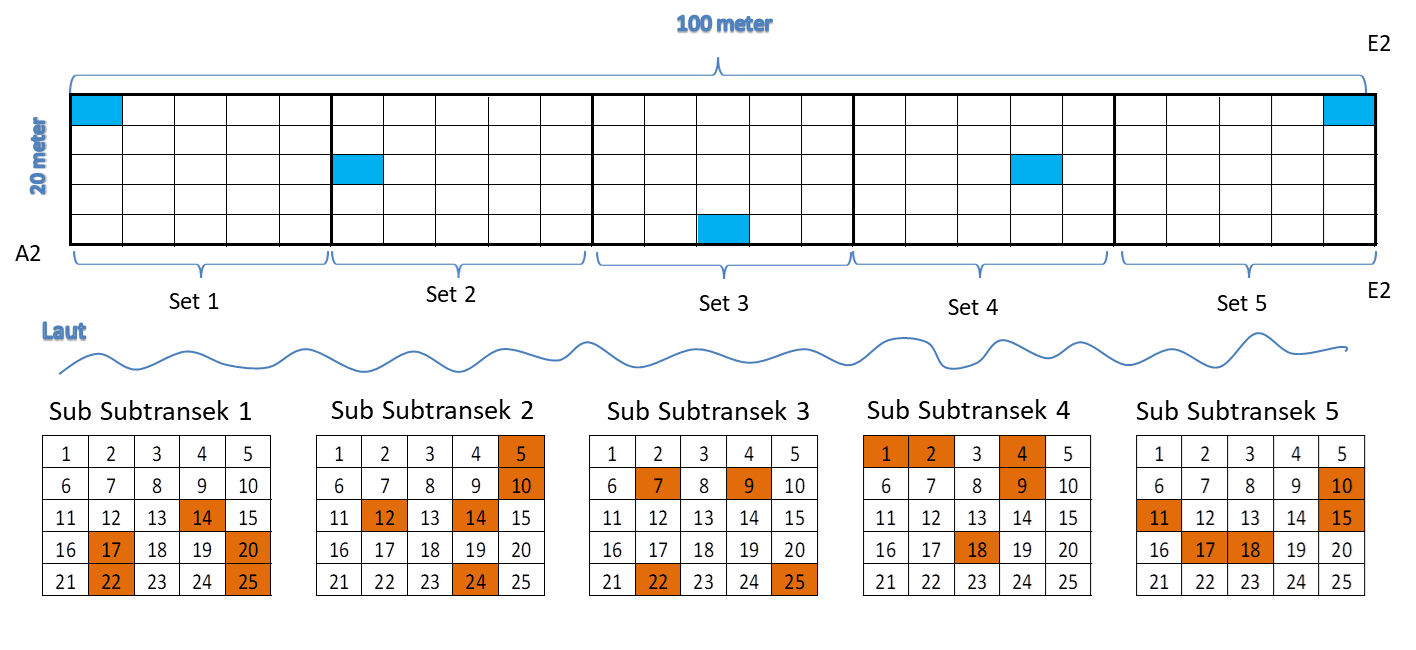 100 meter
E2
20 meter
A2
E2
Set 1
Set 2
Set 3
Set 4
Set 5
Laut
Sub Subtransek 1
1 2 3 4 5
6 7 8 9 10
11 12 13 14 15
16 17 18 19 20
21 22 23 24 25
Sub Subtransek 2
1 2 3 4 5
6 7 8 9 10
11 12 13 14 15
16 17 18 19 20
21 22 23 24 25
Sub Subtransek 3
1 2 3 4 5
6 7 8 9 10
11 12 13 14 15
16 17 18 19 20
21 22 23 24 25
Sub Subtransek 4
1 2 3 4 5
6 7 8 9 10
11 12 13 14 15
16 17 18 19 20
21 22 23 24 25
Sub Subtransek 5
1 2 3 4 5
6 7 8 9 10
11 12 13 14 15
16 17 18 19 20
21 22 23 24 25